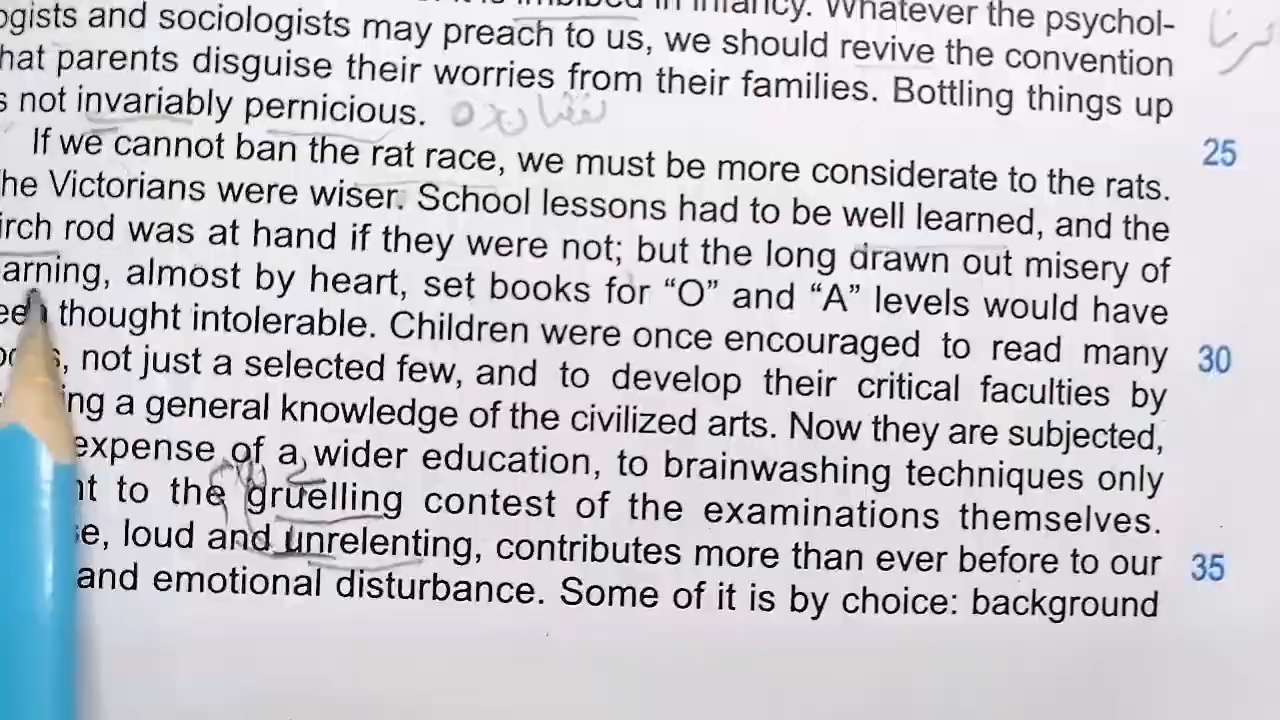 imbibed in infancy. Whatever the psychol-
ogists and sociologists may preach to us, we should revive the convention
hat parents disguise their worries from their families. Bottling things up
s not invariably pernicious.
25
If we cannot ban the rat race, we must be more considerate to the rats.
he Victorians were wiser. School lessons had to be well learned, and the
irch rod was at hand if they were not; but the long drawn out misery of
arning, almost by heart, set books for “O” and “A” levels would have
thought intolerable. Children were once encouraged to read many 30
not just a selected few, and to develop their critical faculties by
ing a general knowledge of the civilized arts. Now they are subjected,
expense of a wider education, to brainwashing techniques only
nt to the gruelling contest of the examinations themselves.
e, loud and unrelenting, contributes more than ever before to our 35
and emotional disturbance. Some of it is by choice: background